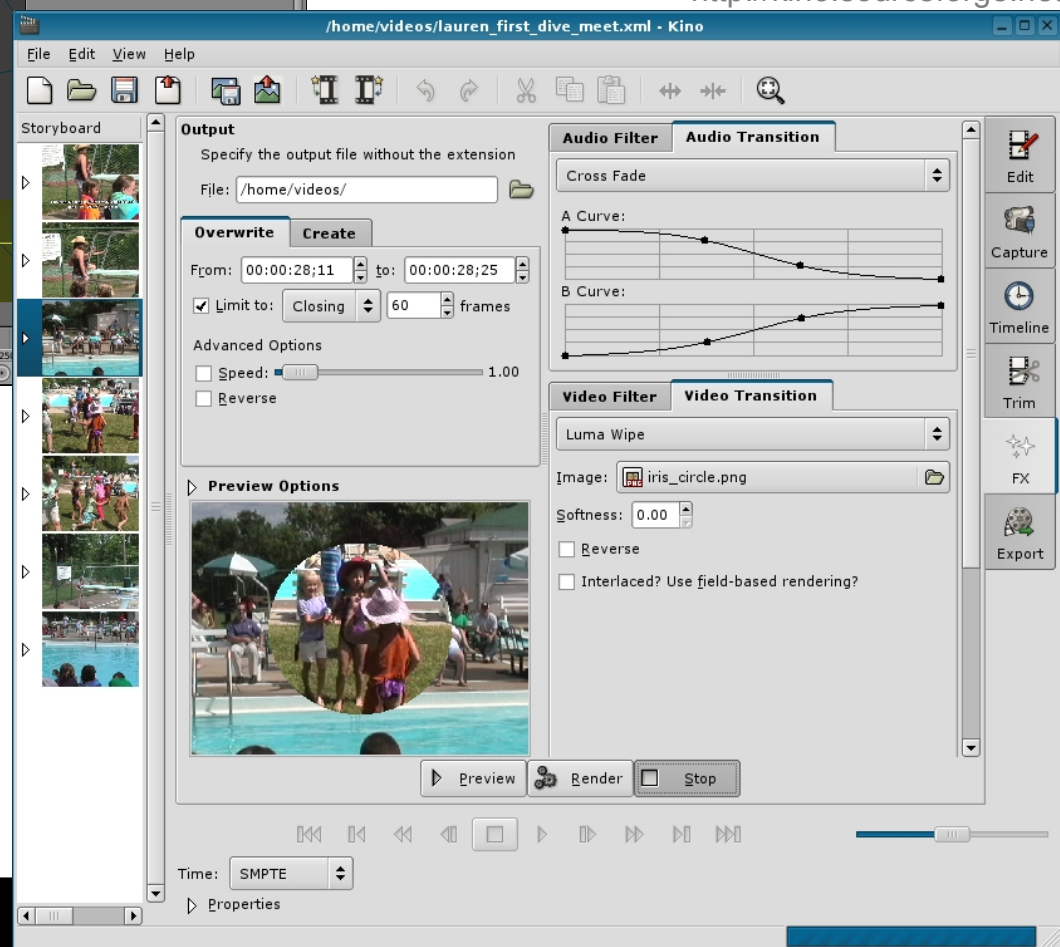 /home/videos/lauren_first_dive_meet.xml - Kino
File Edit View Help
Storyboard
Output
Specify the output file without the extension
File: /home/videos/
Overwrite Create
From: 00:00:28;11 to: 00:00:28;25
Limit to: Closing 60 frames
Advanced Options
Speed: 1.00
Reverse
Preview Options
Audio Filter Audio Transition
Cross Fade
A Curve:
B Curve:
Video Filter Video Transition
Luma Wipe
Image: iris_circle.png
Softness: 0.00
Reverse
Interlaced? Use field-based rendering?
Edit
Capture
Timeline
Trim
FX
Export
Preview Render Stop
Time: SMPTE
Properties